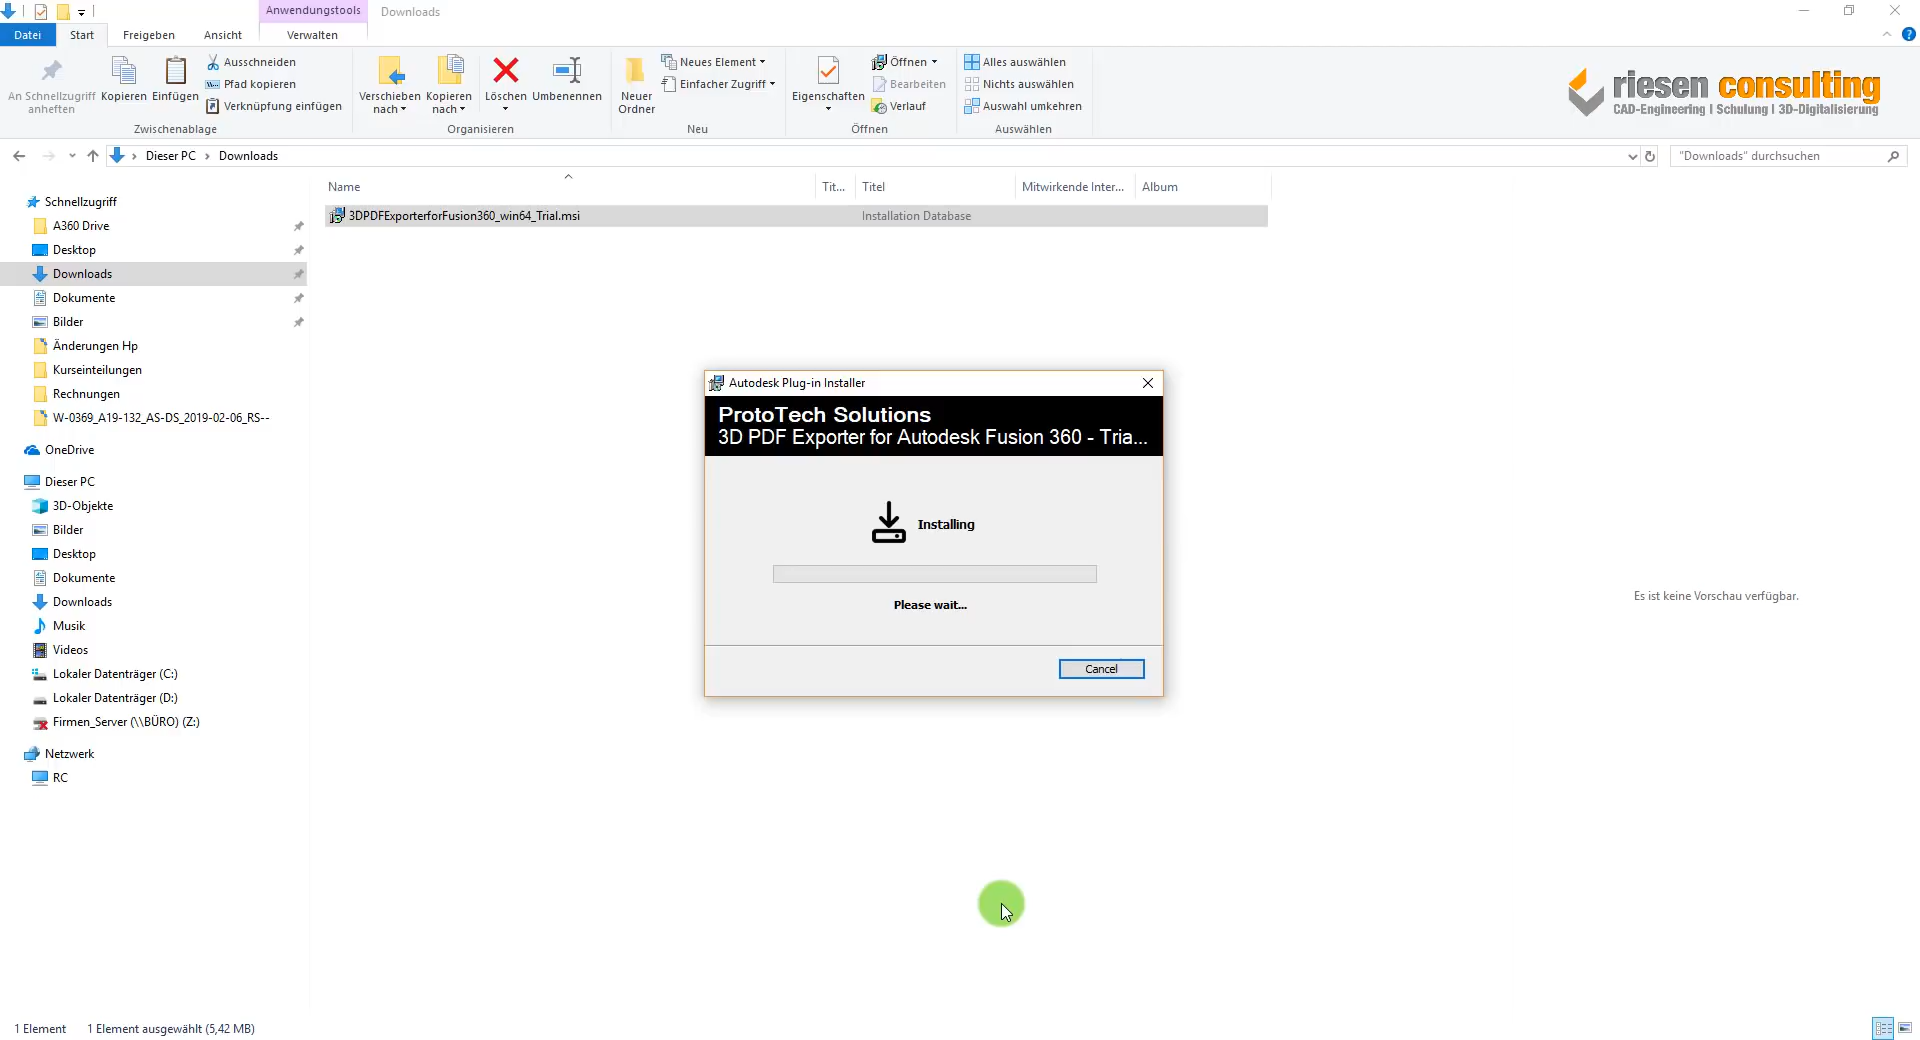 Anwendungstools
Downloads
Datei
Start
Freigeben
Ansicht
Verwalten
An Schnellzugriff
anheften
Kopieren
Einfügen
Ausschneiden
Pfad kopieren
Verknüpfung einfügen
Zwischenablage
Verschieben
nach
Kopieren
nach
Löschen
Umbenennen
Organisieren
Neuer
Ordner
Neues Element
Einfacher Zugriff
Neu
Eigenschaften
Öffnen
Bearbeiten
Verlauf
Öffnen
Alles auswählen
Nichts auswählen
Auswahl umkehren
Auswählen
riesen consulting
CAD-Engineering | Schulung | 3D-Digitalisierung
Dieser PC > Downloads
"Downloads" durchsuchen
Name
Tit...
Titel
Mitwirkende Inter...
Album
3DPDFExporterforFusion360_win64_Trial.msi
Installation Database
Schnellzugriff
A360 Drive
Desktop
Downloads
Dokumente
Bilder
Änderungen Hp
Kurseinteilungen
Rechnungen
W-0369_A19-132_AS-DS_2019-02-06_RS--
OneDrive
Dieser PC
3D-Objekte
Bilder
Desktop
Dokumente
Downloads
Musik
Videos
Lokaler Datenträger (C:)
Lokaler Datenträger (D:)
Firmen_Server (\\BÜRO) (Z:)
Netzwerk
RC
Autodesk Plug-in Installer
ProtoTech Solutions
3D PDF Exporter for Autodesk Fusion 360 - Tria...
Installing
Please wait...
Cancel
Es ist keine Vorschau verfügbar.
1 Element
1 Element ausgewählt (5,42 MB)